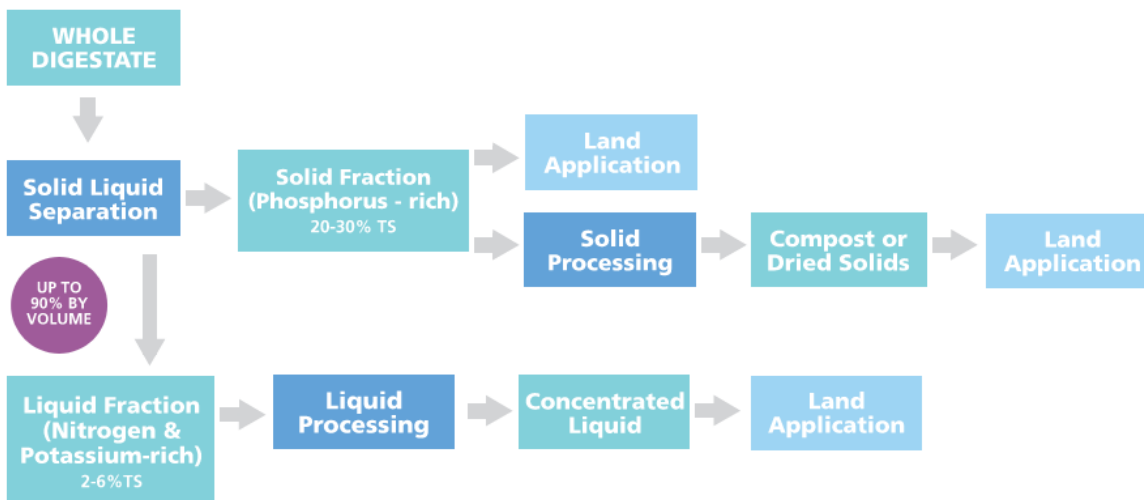 WHOLE
DIGESTATE
Solid Liquid
Separation
Solid Fraction
(Phosphorus - rich)
20-30% TS
Land
Application
Solid
Processing
Compost or
Dried Solids
Land
Application
UP TO
90% BY
VOLUME
Liquid Fraction
(Nitrogen &
Potassium-rich)
2-6%TS
Liquid
Processing
Concentrated
Liquid
Land
Application